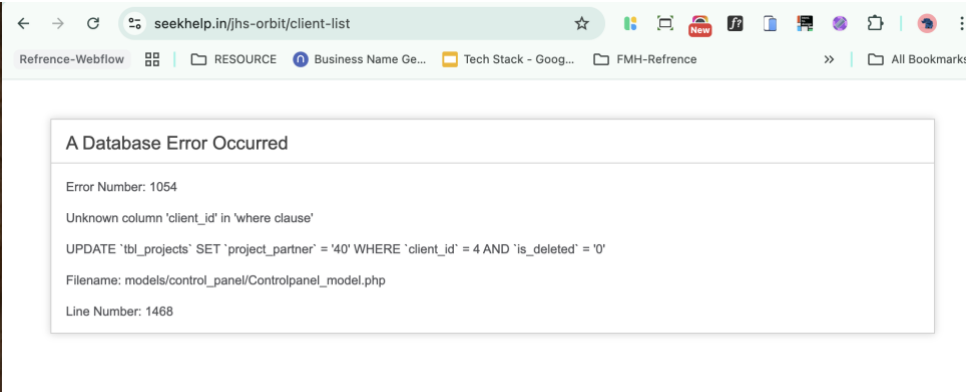 seekhelp.in/jhs-orbit/client-list
New
f?
Refrence-Webflow RESOURCE Business Name Ge... Tech Stack - Goog... FMH-Refrence » All Bookmarks
A Database Error Occurred
Error Number: 1054
Unknown column 'client_id' in 'where clause'
UPDATE `tbl_projects` SET `project_partner` = '40' WHERE `client_id` = 4 AND `is_deleted` = '0'
Filename: models/control_panel/Controlpanel_model.php
Line Number: 1468